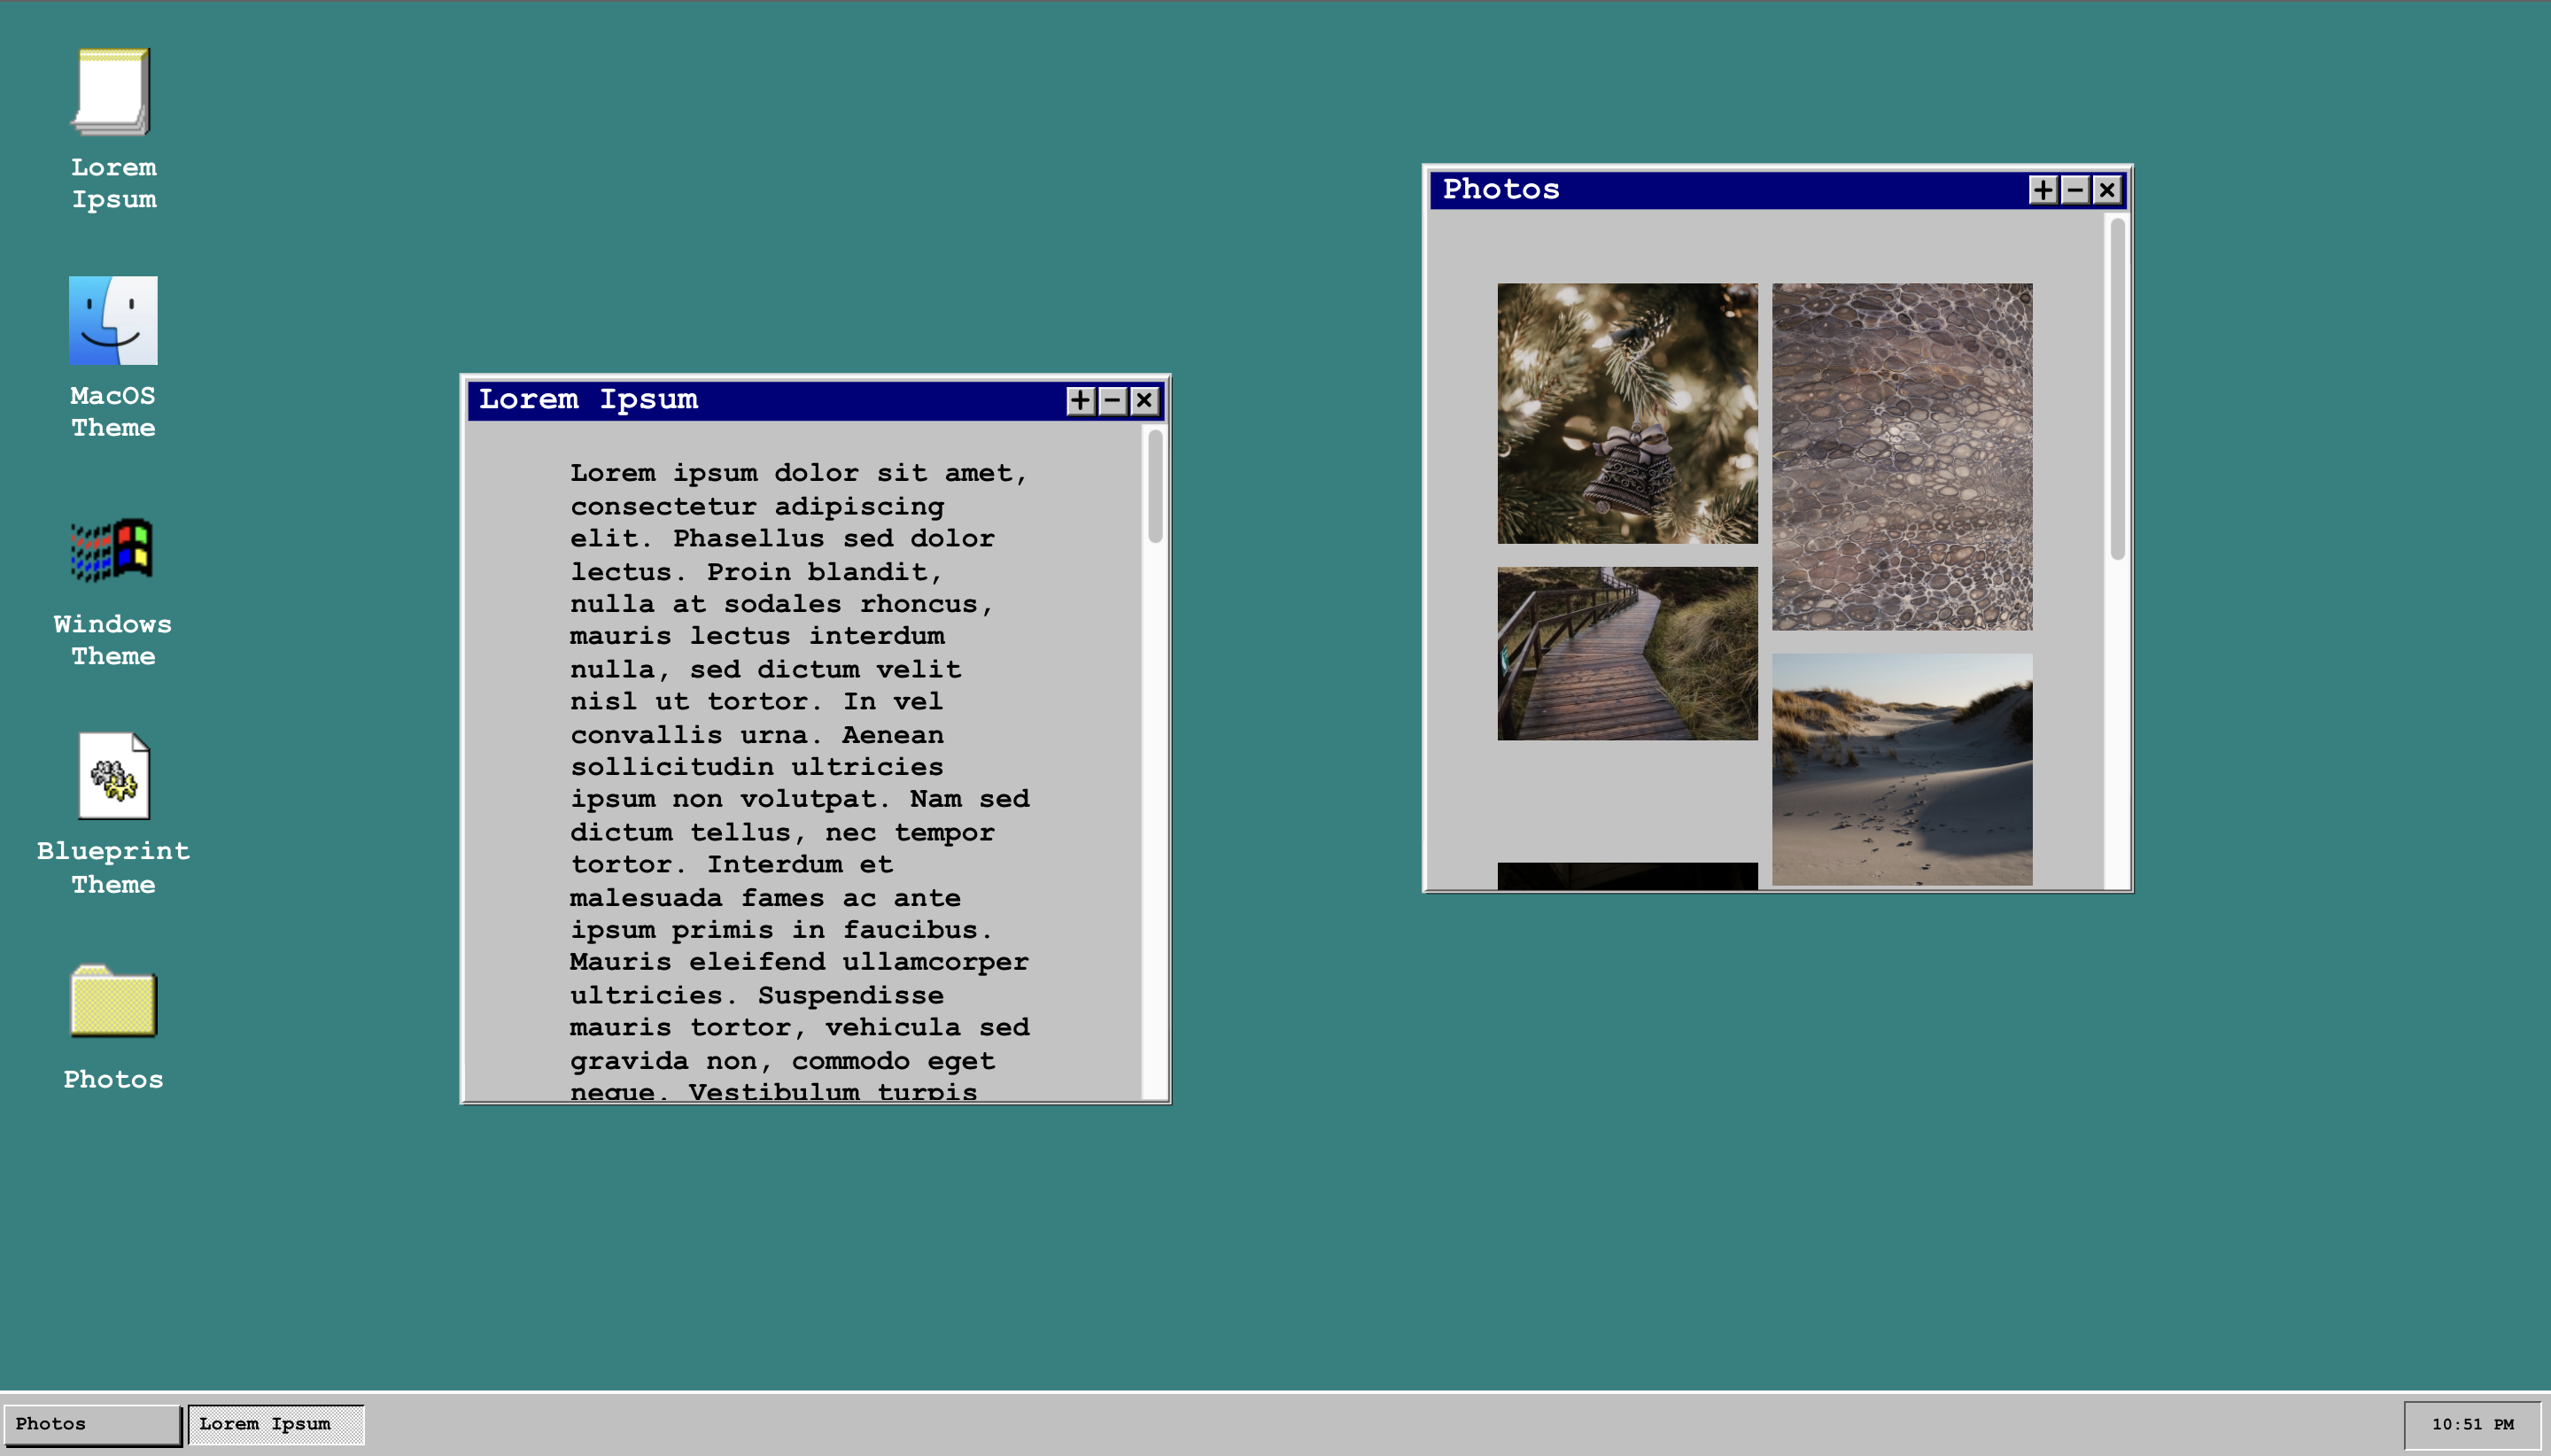 Lorem
Ipsum
MacOS
Theme
Windows
Theme
Blueprint
Theme
Photos
Lorem Ipsum
Lorem ipsum dolor sit amet,
consectetur adipiscing
elit. Phasellus sed dolor
lectus. Proin blandit,
nulla at sodales rhoncus,
mauris lectus interdum
nulla, sed dictum velit
nisl ut tortor. In vel
convallis urna. Aenean
sollicitudin ultricies
ipsum non volutpat. Nam sed
dictum tellus, nec tempor
tortor. Interdum et
malesuada fames ac ante
ipsum primis in faucibus.
Mauris eleifend ullamcorper
ultricies. Suspendisse
mauris tortor, vehicula sed
gravida non, commodo eget
neque. Vestibulum turpis
Photos
Photos
Lorem Ipsum
10:51 PM